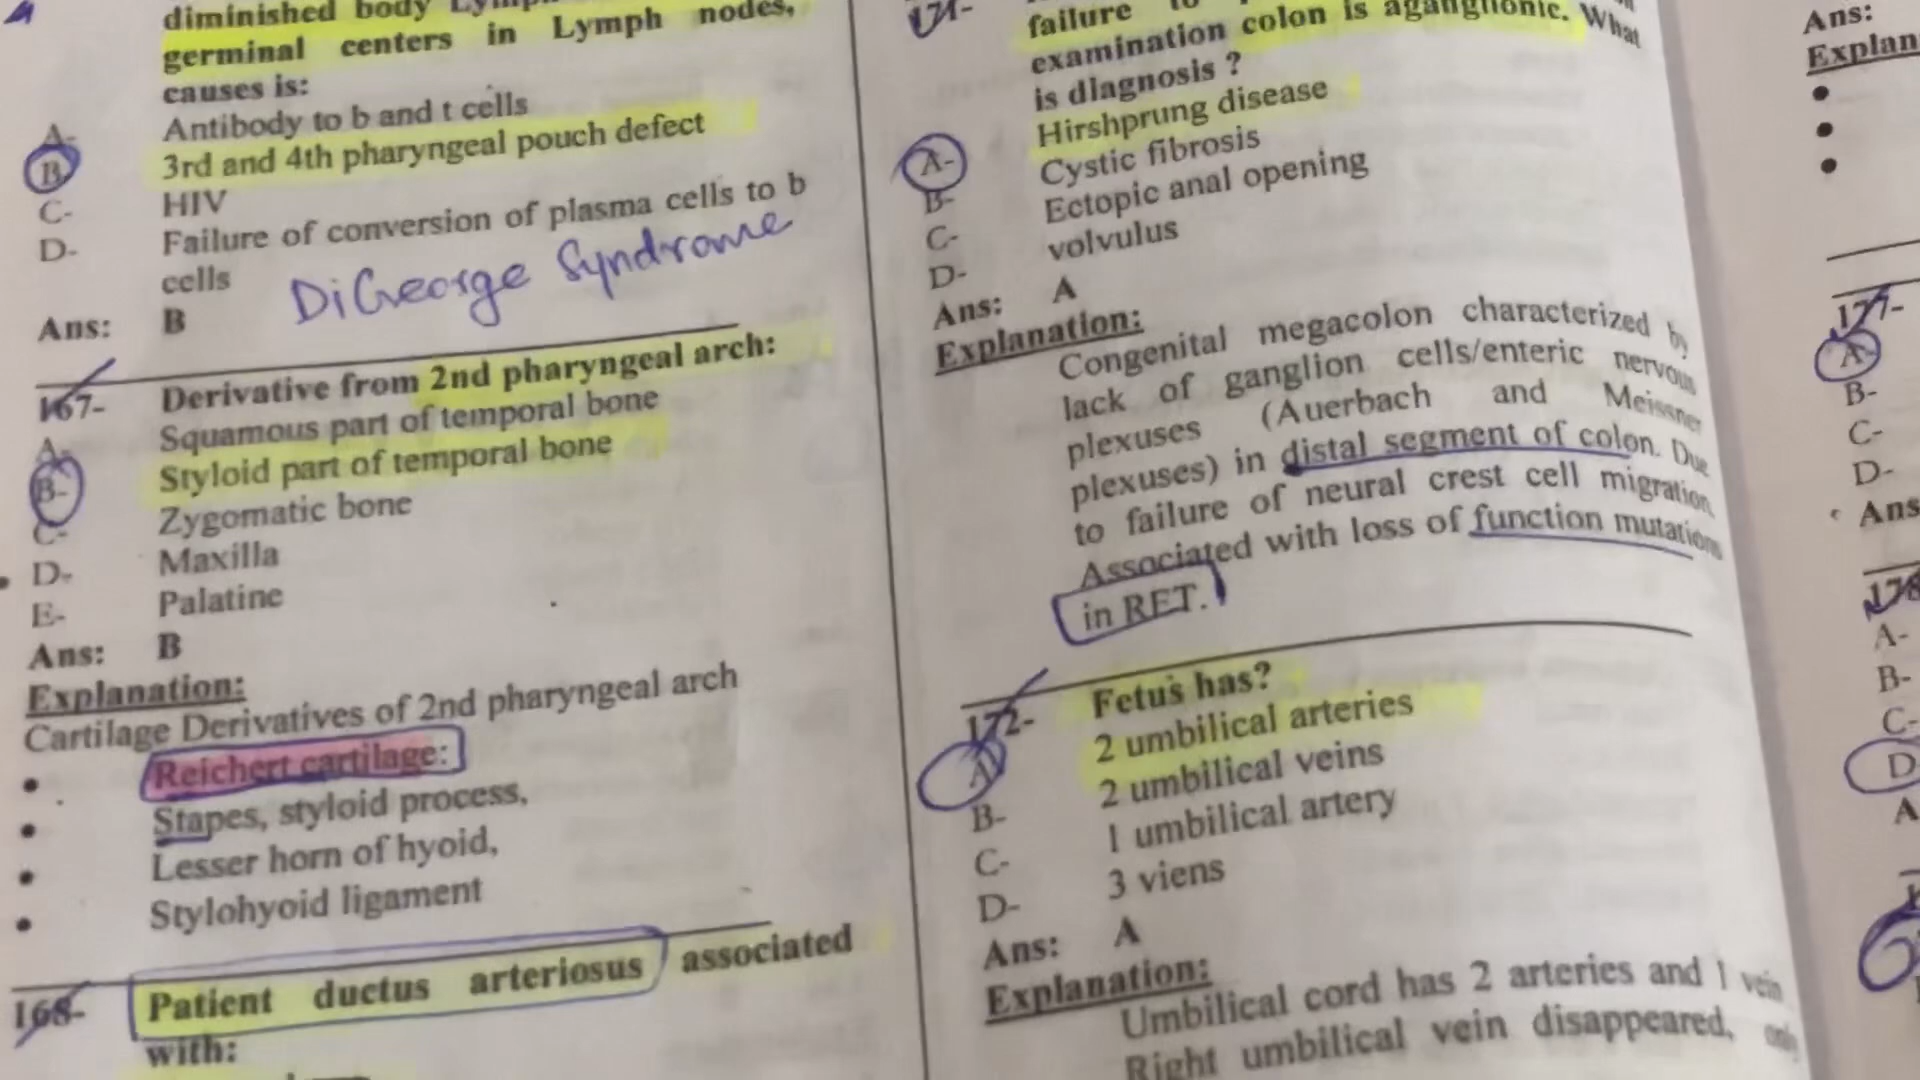 diminished body
germinal centers in Lymph nodes,
causes is:
A- Antibody to b and t cells
B 3rd and 4th pharyngeal pouch defect
C- HIV
D- Failure of conversion of plasma cells to b
cells
DiGeorge Syndrome
Ans: B
167- Derivative from 2nd pharyngeal arch:
A- Squamous part of temporal bone
B- Styloid part of temporal bone
C- Zygomatic bone
D- Maxilla
E- Palatine
Ans: B
Explanation:
Cartilage Derivatives of 2nd pharyngeal arch
• Reichert cartilage:
• Stapes, styloid process,
• Lesser horn of hyoid,
• Stylohyoid ligament
168- Patient ductus arteriosus associated
with:
171- failure to
examination colon is aganglionic. What
is diagnosis ?
A- Hirshprung disease
B- Cystic fibrosis
C- Ectopic anal opening
D- volvulus
Ans: A
Explanation:
Congenital megacolon characterized by
lack of ganglion cells/enteric nervous
plexuses (Auerbach and Meissner
plexuses) in distal segment of colon. Due
to failure of neural crest cell migration.
Associated with loss of function mutations
in RET.
172- Fetus has?
A 2 umbilical arteries
B- 2 umbilical veins
C- 1 umbilical artery
D- 3 viens
Ans: A
Explanation:
Umbilical cord has 2 arteries and 1 vein
Right umbilical vein disappeared, only
Ans:
Explan
•
•
•
177-
A-
B-
C-
D-
Ans
178
A-
B-
C-
D
A